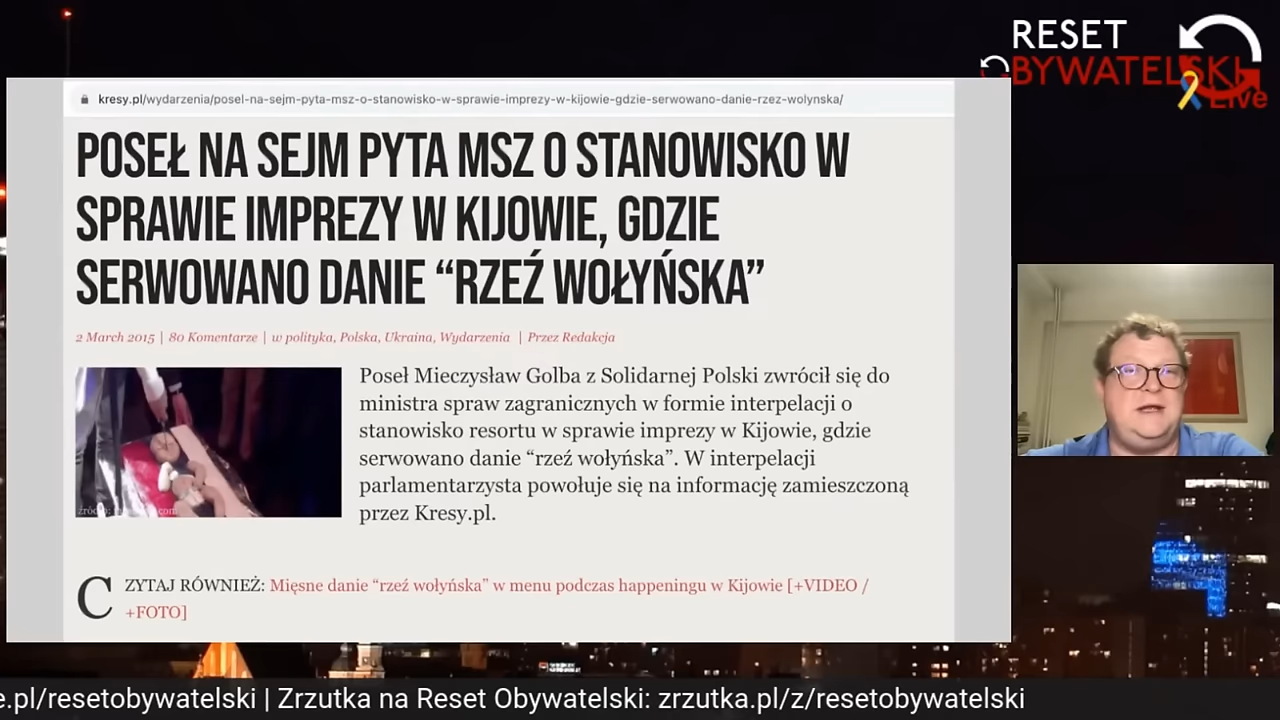 RESET
OBYWATELSKI
Live
kresy.pl/wydarzenia/posel-na-sejm-pyta-msz-o-stanowisko-w-sprawie-imprezy-w-kijowie-gdzie-serwowano-danie-rzez-wolynska/
POSEŁ NA SEJM PYTA MSZ O STANOWISKO W
SPRAWIE IMPREZY W KIJOWIE, GDZIE
SERWOWANO DANIE “RZEŹ WOŁYŃSKA”
2 March 2015 | 80 Komentarze | w polityka, Polska, Ukraina, Wydarzenia | Przez Redakcja
Poseł Mieczysław Golba z Solidarnej Polski zwrócił się do
ministra spraw zagranicznych w formie interpelacji o
stanowisko resortu w sprawie imprezy w Kijowie, gdzie
serwowano danie “rzeź wołyńska”. W interpelacji
parlamentarzysta powołuje się na informację zamieszczoną
przez Kresy.pl.
CZYTAJ RÓWNIEŻ: Mięsne danie “rzeź wołyńska” w menu podczas happeningu w Kijowie [+VIDEO /
+FOTO]
e.pl/resetobywatelski | Zrzutka na Reset Obywatelski: zrzutka.pl/z/resetobywatelski